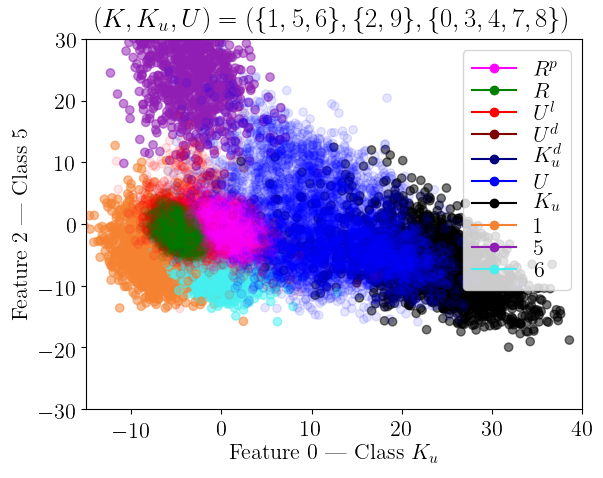 (K, K_u, U) = ({1, 5, 6}, {2, 9}, {0, 3, 4, 7, 8})
30
20
10
0
−10
−20
−30
Feature 2 — Class 5
R^p
R
U^l
U^d
K_u^d
U
K_u
1
5
6
−10
0
10
20
30
40
Feature 0 — Class K_u